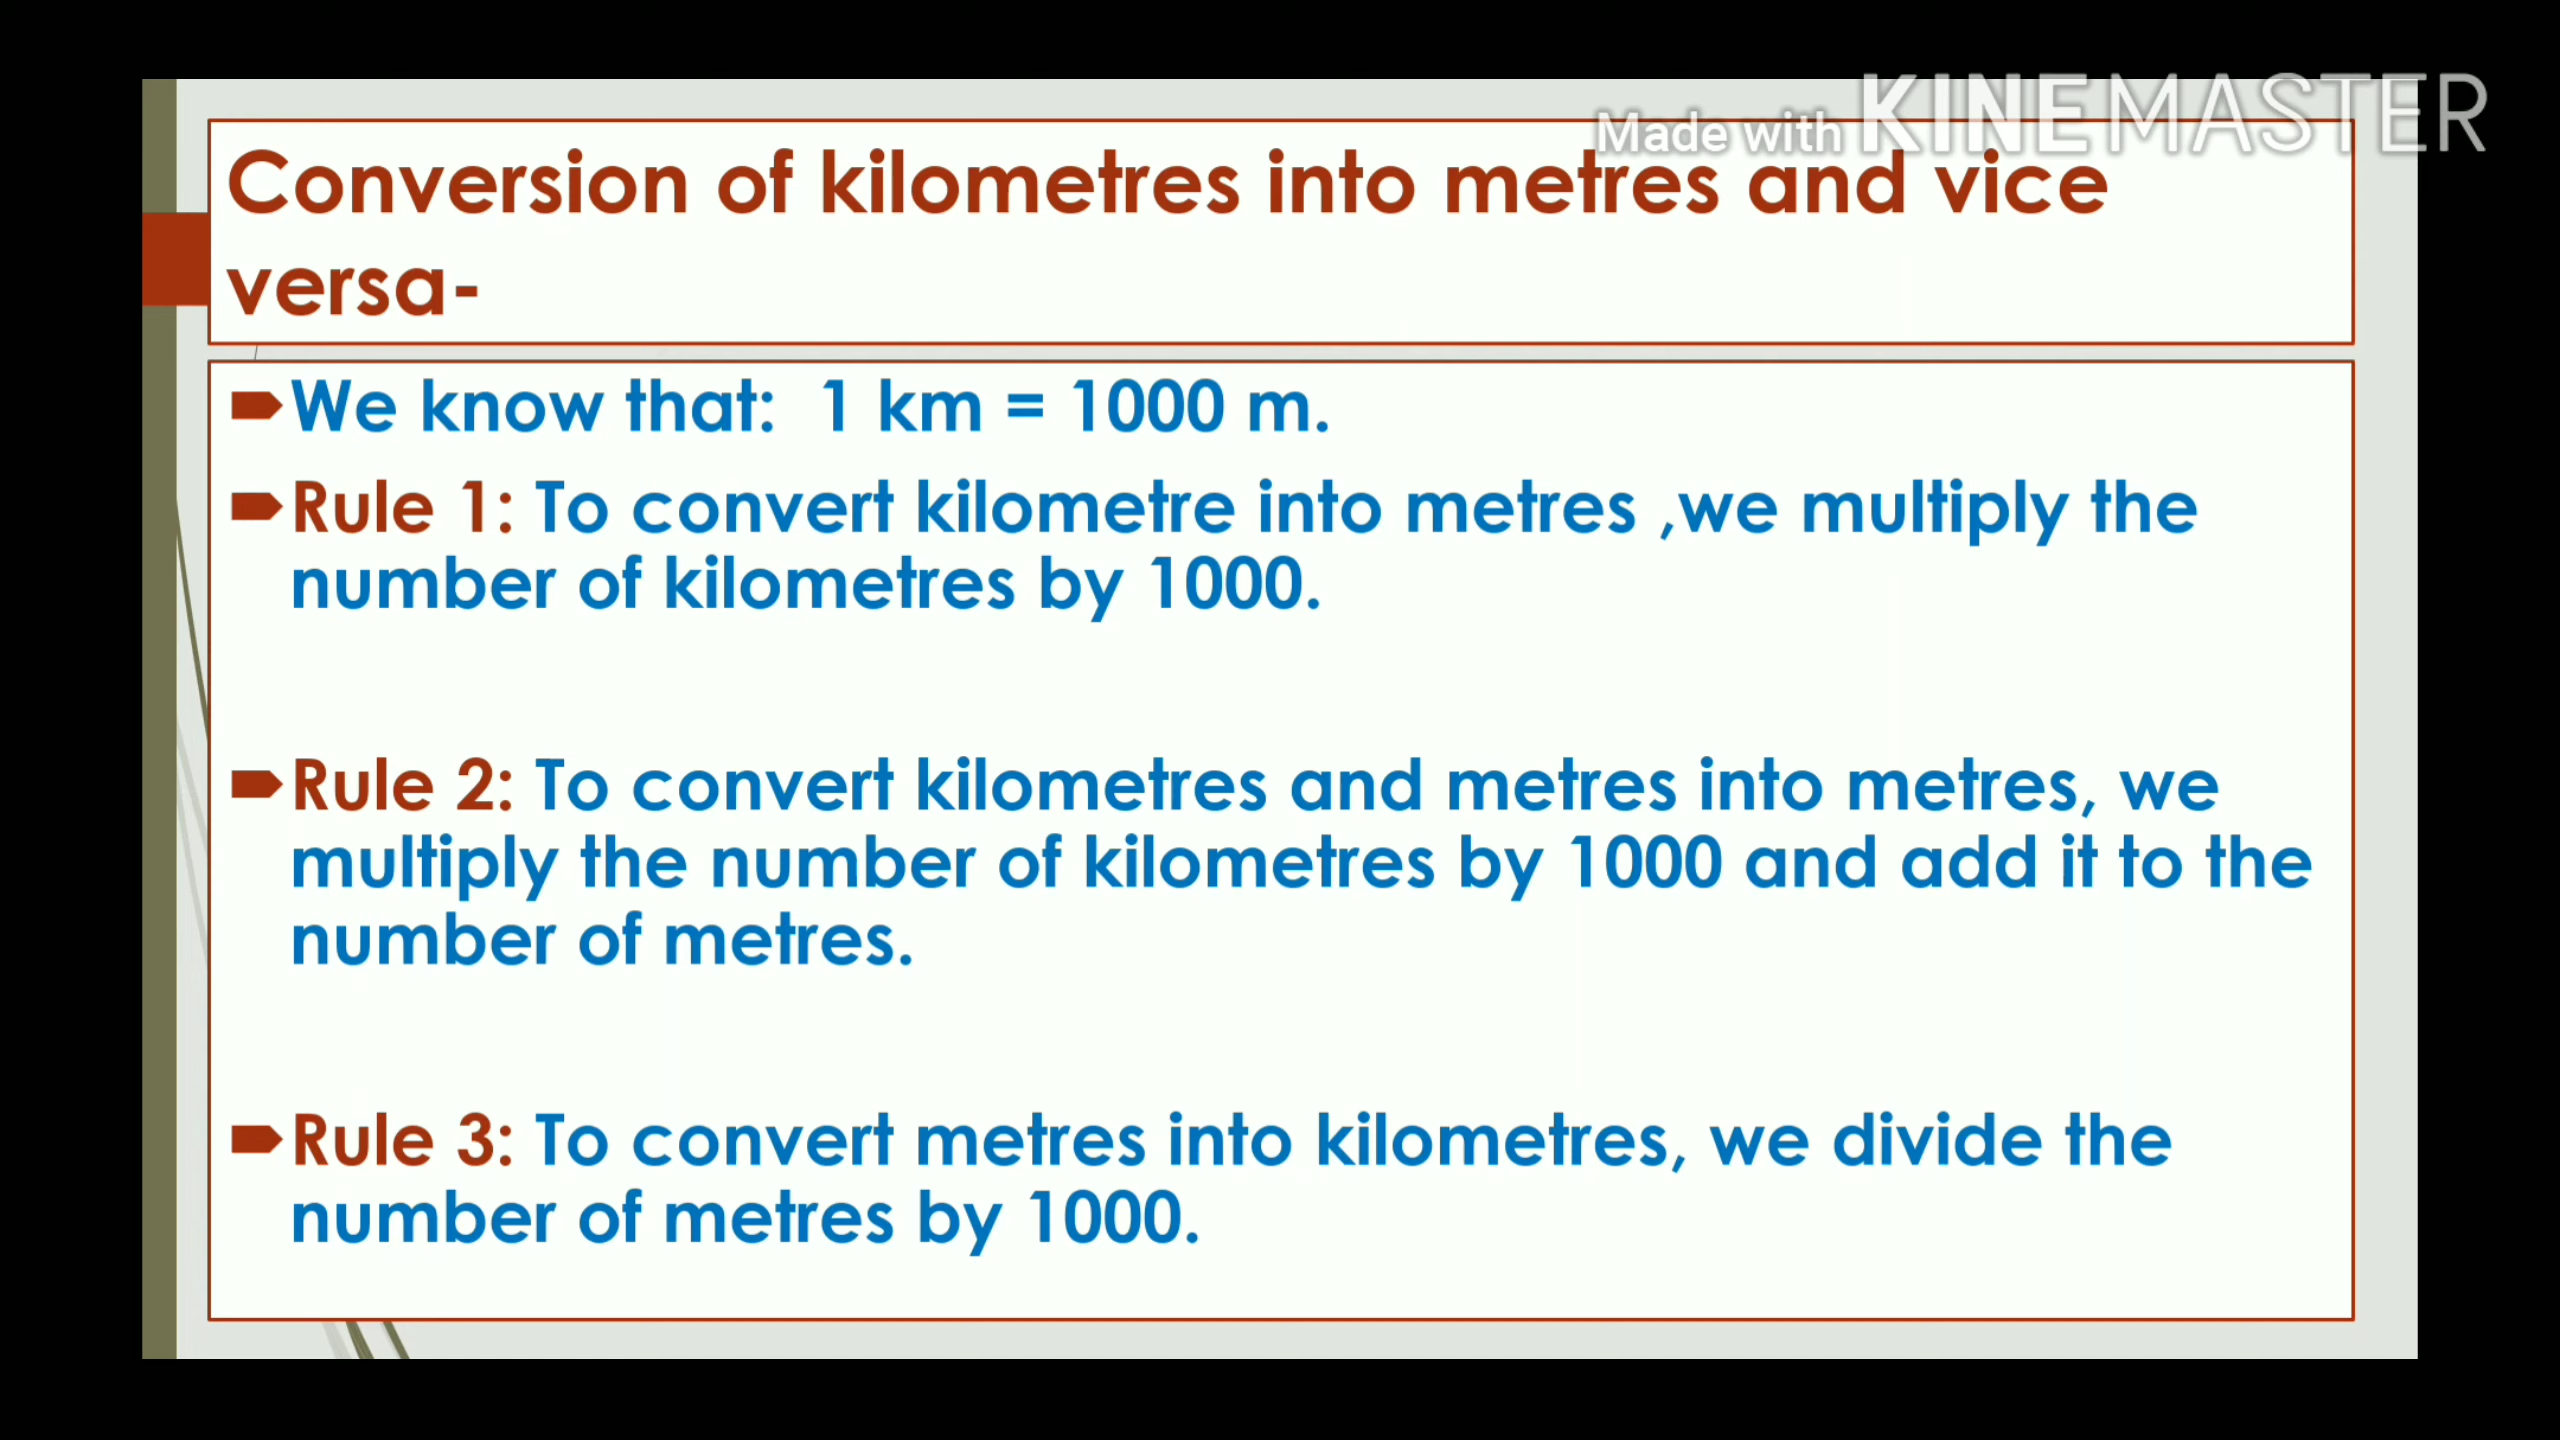 Made with KINEMASTER
Conversion of kilometres into metres and vice
versa-
We know that:  1 km = 1000 m.
Rule 1: To convert kilometre into metres ,we multiply the
number of kilometres by 1000.
Rule 2: To convert kilometres and metres into metres, we
multiply the number of kilometres by 1000 and add it to the
number of metres.
Rule 3: To convert metres into kilometres, we divide the
number of metres by 1000.